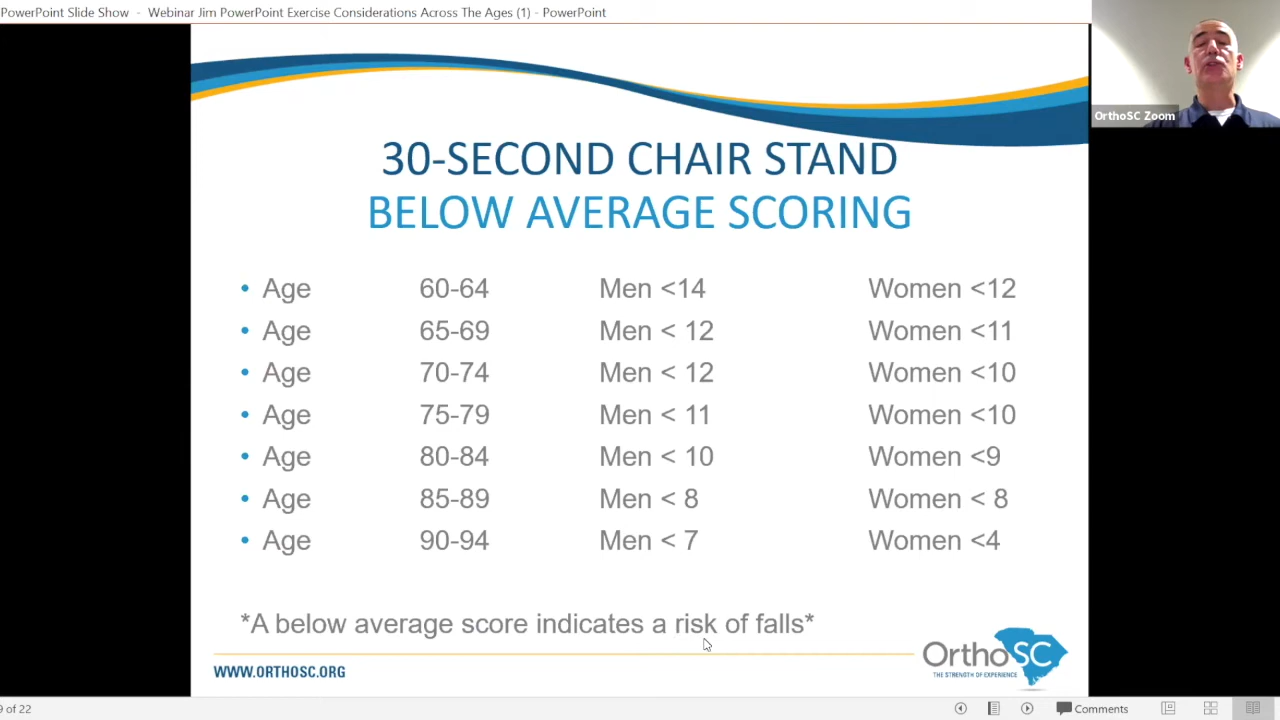 PowerPoint Slide Show - Webinar Jim PowerPoint Exercise Considerations Across The Ages (1) - PowerPoint
OrthoSC Zoom
30-SECOND CHAIR STAND
BELOW AVERAGE SCORING
• Age 60-64 Men <14 Women <12
• Age 65-69 Men < 12 Women <11
• Age 70-74 Men < 12 Women <10
• Age 75-79 Men < 11 Women <10
• Age 80-84 Men < 10 Women <9
• Age 85-89 Men < 8 Women < 8
• Age 90-94 Men < 7 Women <4
*A below average score indicates a risk of falls*
OrthoSC
THE STRENGTH OF EXPERIENCE
WWW.ORTHOSC.ORG
9 of 22
Comments